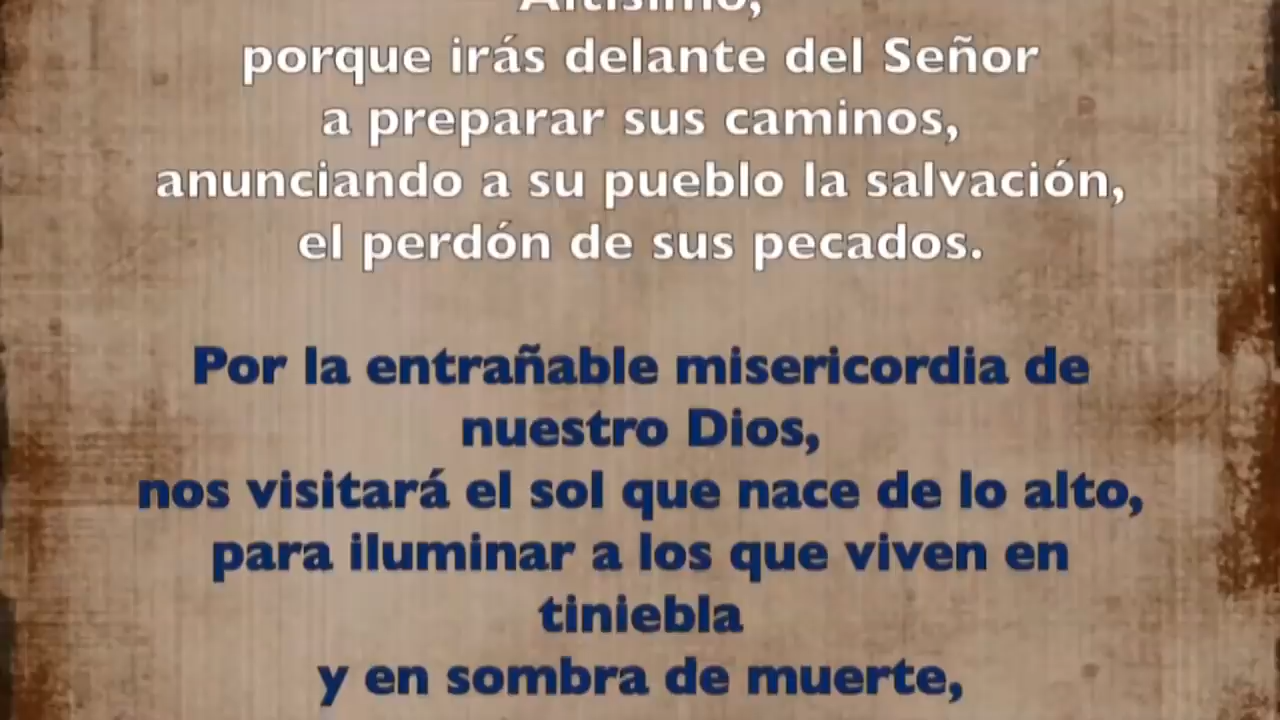 Altísimo,
porque irás delante del Señor
a preparar sus caminos,
anunciando a su pueblo la salvación,
el perdón de sus pecados.
Por la entrañable misericordia de
nuestro Dios,
nos visitará el sol que nace de lo alto,
para iluminar a los que viven en
tiniebla
y en sombra de muerte,